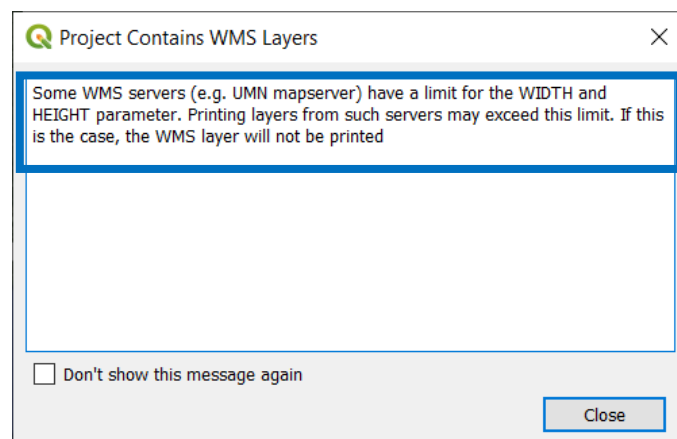 Project Contains WMS Layers
Some WMS servers (e.g. UMN mapserver) have a limit for the WIDTH and
HEIGHT parameter. Printing layers from such servers may exceed this limit. If this
is the case, the WMS layer will not be printed
Don't show this message again
Close